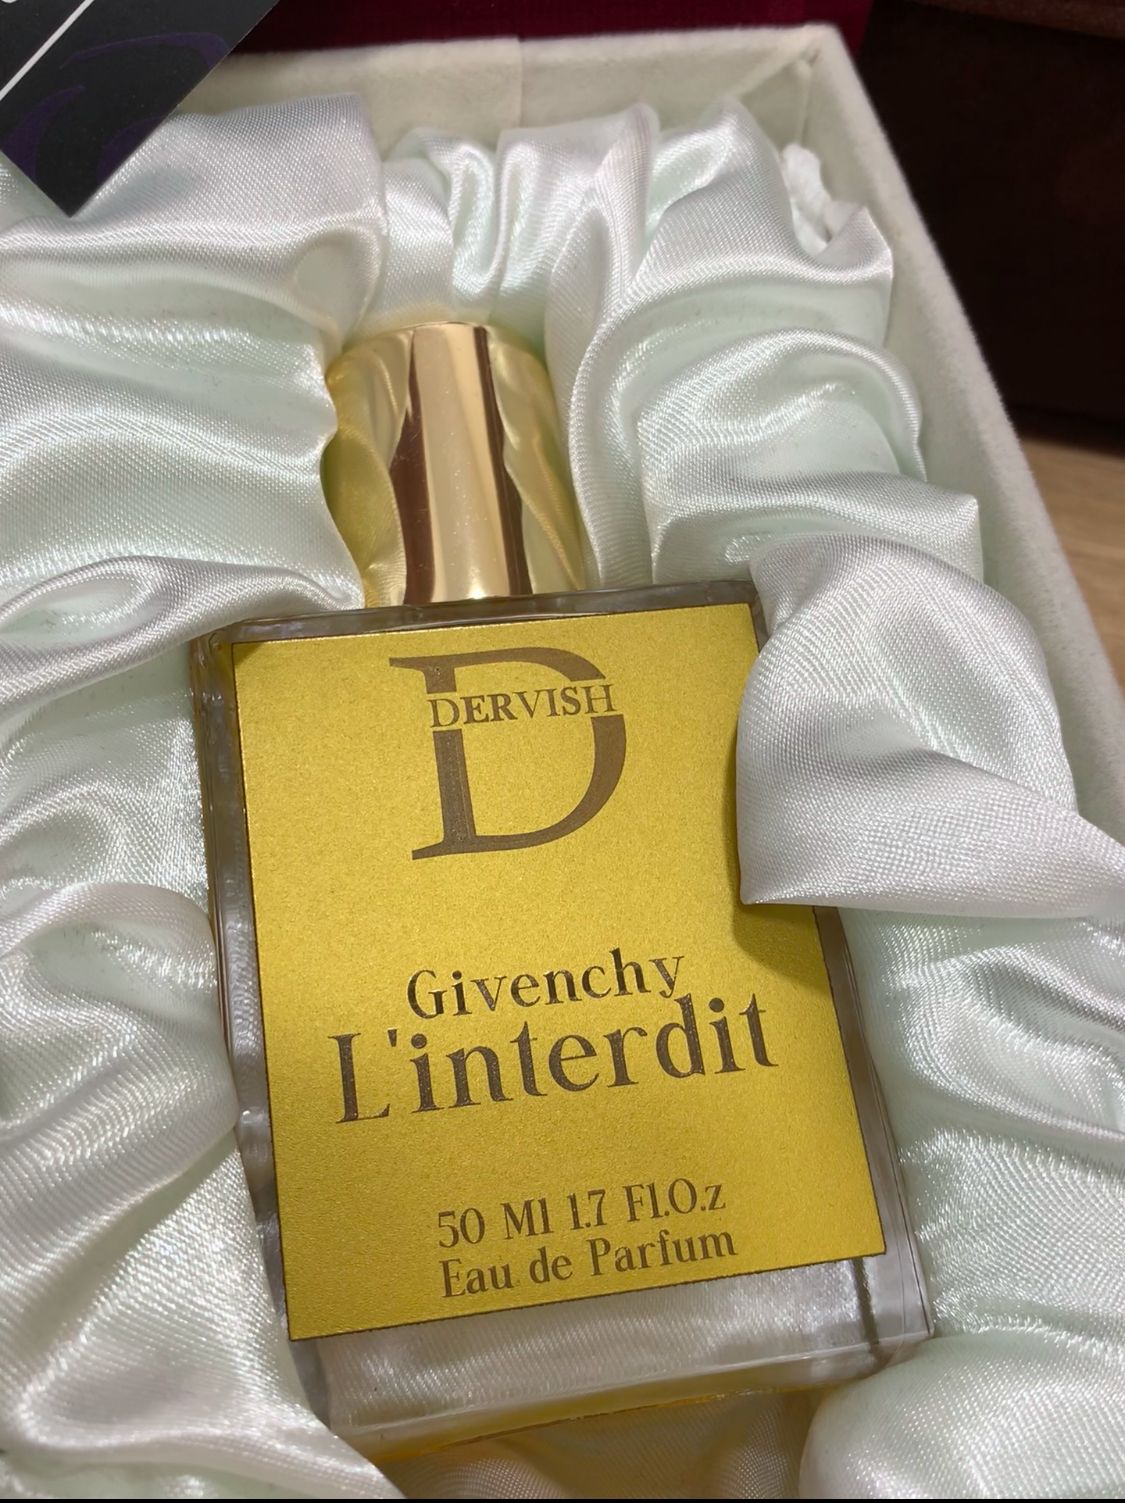 D
DERVISH
Givenchy
L'interdit
50 Ml 1.7 Fl.O.z
Eau de Parfum